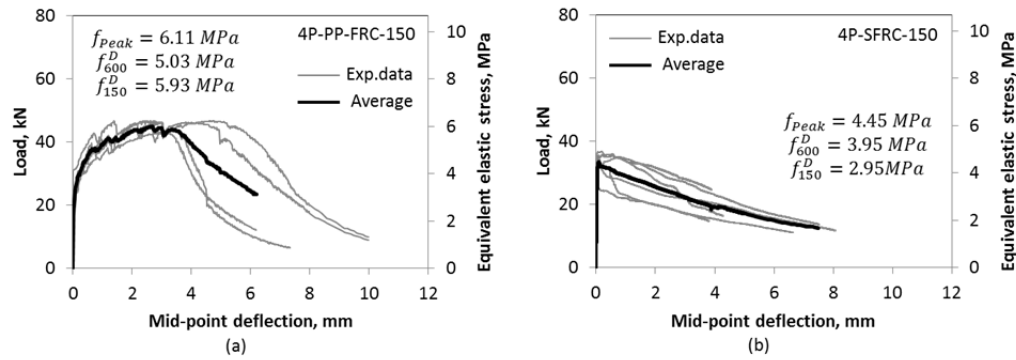 80
60
40
20
0
Load, kN
f_Peak = 6.11 MPa
f^D_600 = 5.03 MPa
f^D_150 = 5.93 MPa
4P-PP-FRC-150
Exp.data
Average
10
8
6
4
2
0
Equivalent elastic stress, MPa
0 2 4 6 8 10 12
Mid-point deflection, mm
(a)
80
60
40
20
0
Load, kN
4P-SFRC-150
Exp.data
Average
f_Peak = 4.45 MPa
f^D_600 = 3.95 MPa
f^D_150 = 2.95MPa
10
8
6
4
2
0
Equivalent elastic stress, MPa
0 2 4 6 8 10 12
Mid-point deflection, mm
(b)